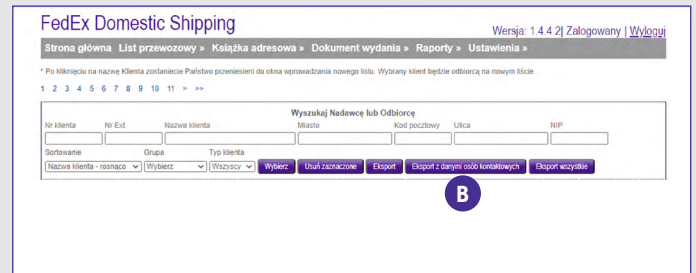 FedEx Domestic Shipping
Wersja: 1.4.4.2| Zalogowany | Wyloguj
Strona główna List przewozowy » Książka adresowa » Dokument wydania » Raporty » Ustawienia »
* Po kliknięciu na nazwę Klienta zostaniecie Państwo przeniesieni do okna wprowadzania nowego listu. Wybrany klient będzie odbiorcą na nowym liście.
1 2 3 4 5 6 7 8 9 10 11 > >>
Wyszukaj Nadawcę lub Odbiorcę
Nr klienta Nr Ext Nazwa klienta Miasto Kod pocztowy Ulica NIP
Sortowanie Grupa Typ klienta
Nazwa klienta - rosnąco Wybierz Wszyscy Wybierz Usuń zaznaczone Eksport Eksport z danymi osób kontaktowych Eksport wszystkie
B